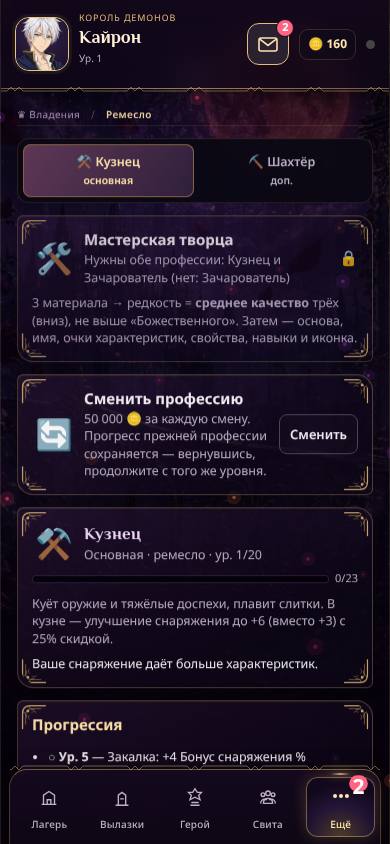 КОРОЛЬ ДЕМОНОВ
Кайрон
Ур. 1
2
160
Владения / Ремесло
Кузнец
основная
Шахтёр
доп.
Мастерская творца
Нужны обе профессии: Кузнец и
Зачарователь (нет: Зачарователь)
3 материала → редкость = среднее качество трёх
(вниз), не выше «Божественного». Затем — основа,
имя, очки характеристик, свойства, навыки и иконка.
Сменить профессию
50 000 🪙 за каждую смену.
Прогресс прежней профессии
сохраняется — вернувшись,
продолжите с того же уровня.
Сменить
Кузнец
Основная · ремесло · ур. 1/20
0/23
Куёт оружие и тяжёлые доспехи, плавит слитки. В
кузне — улучшение снаряжения до +6 (вместо +3) с
25% скидкой.
Ваше снаряжение даёт больше характеристик.
Прогрессия
• ○ Ур. 5 — Закалка: +4 Бонус снаряжения %
Лагерь
Вылазки
Герой
Свита
2
Ещё